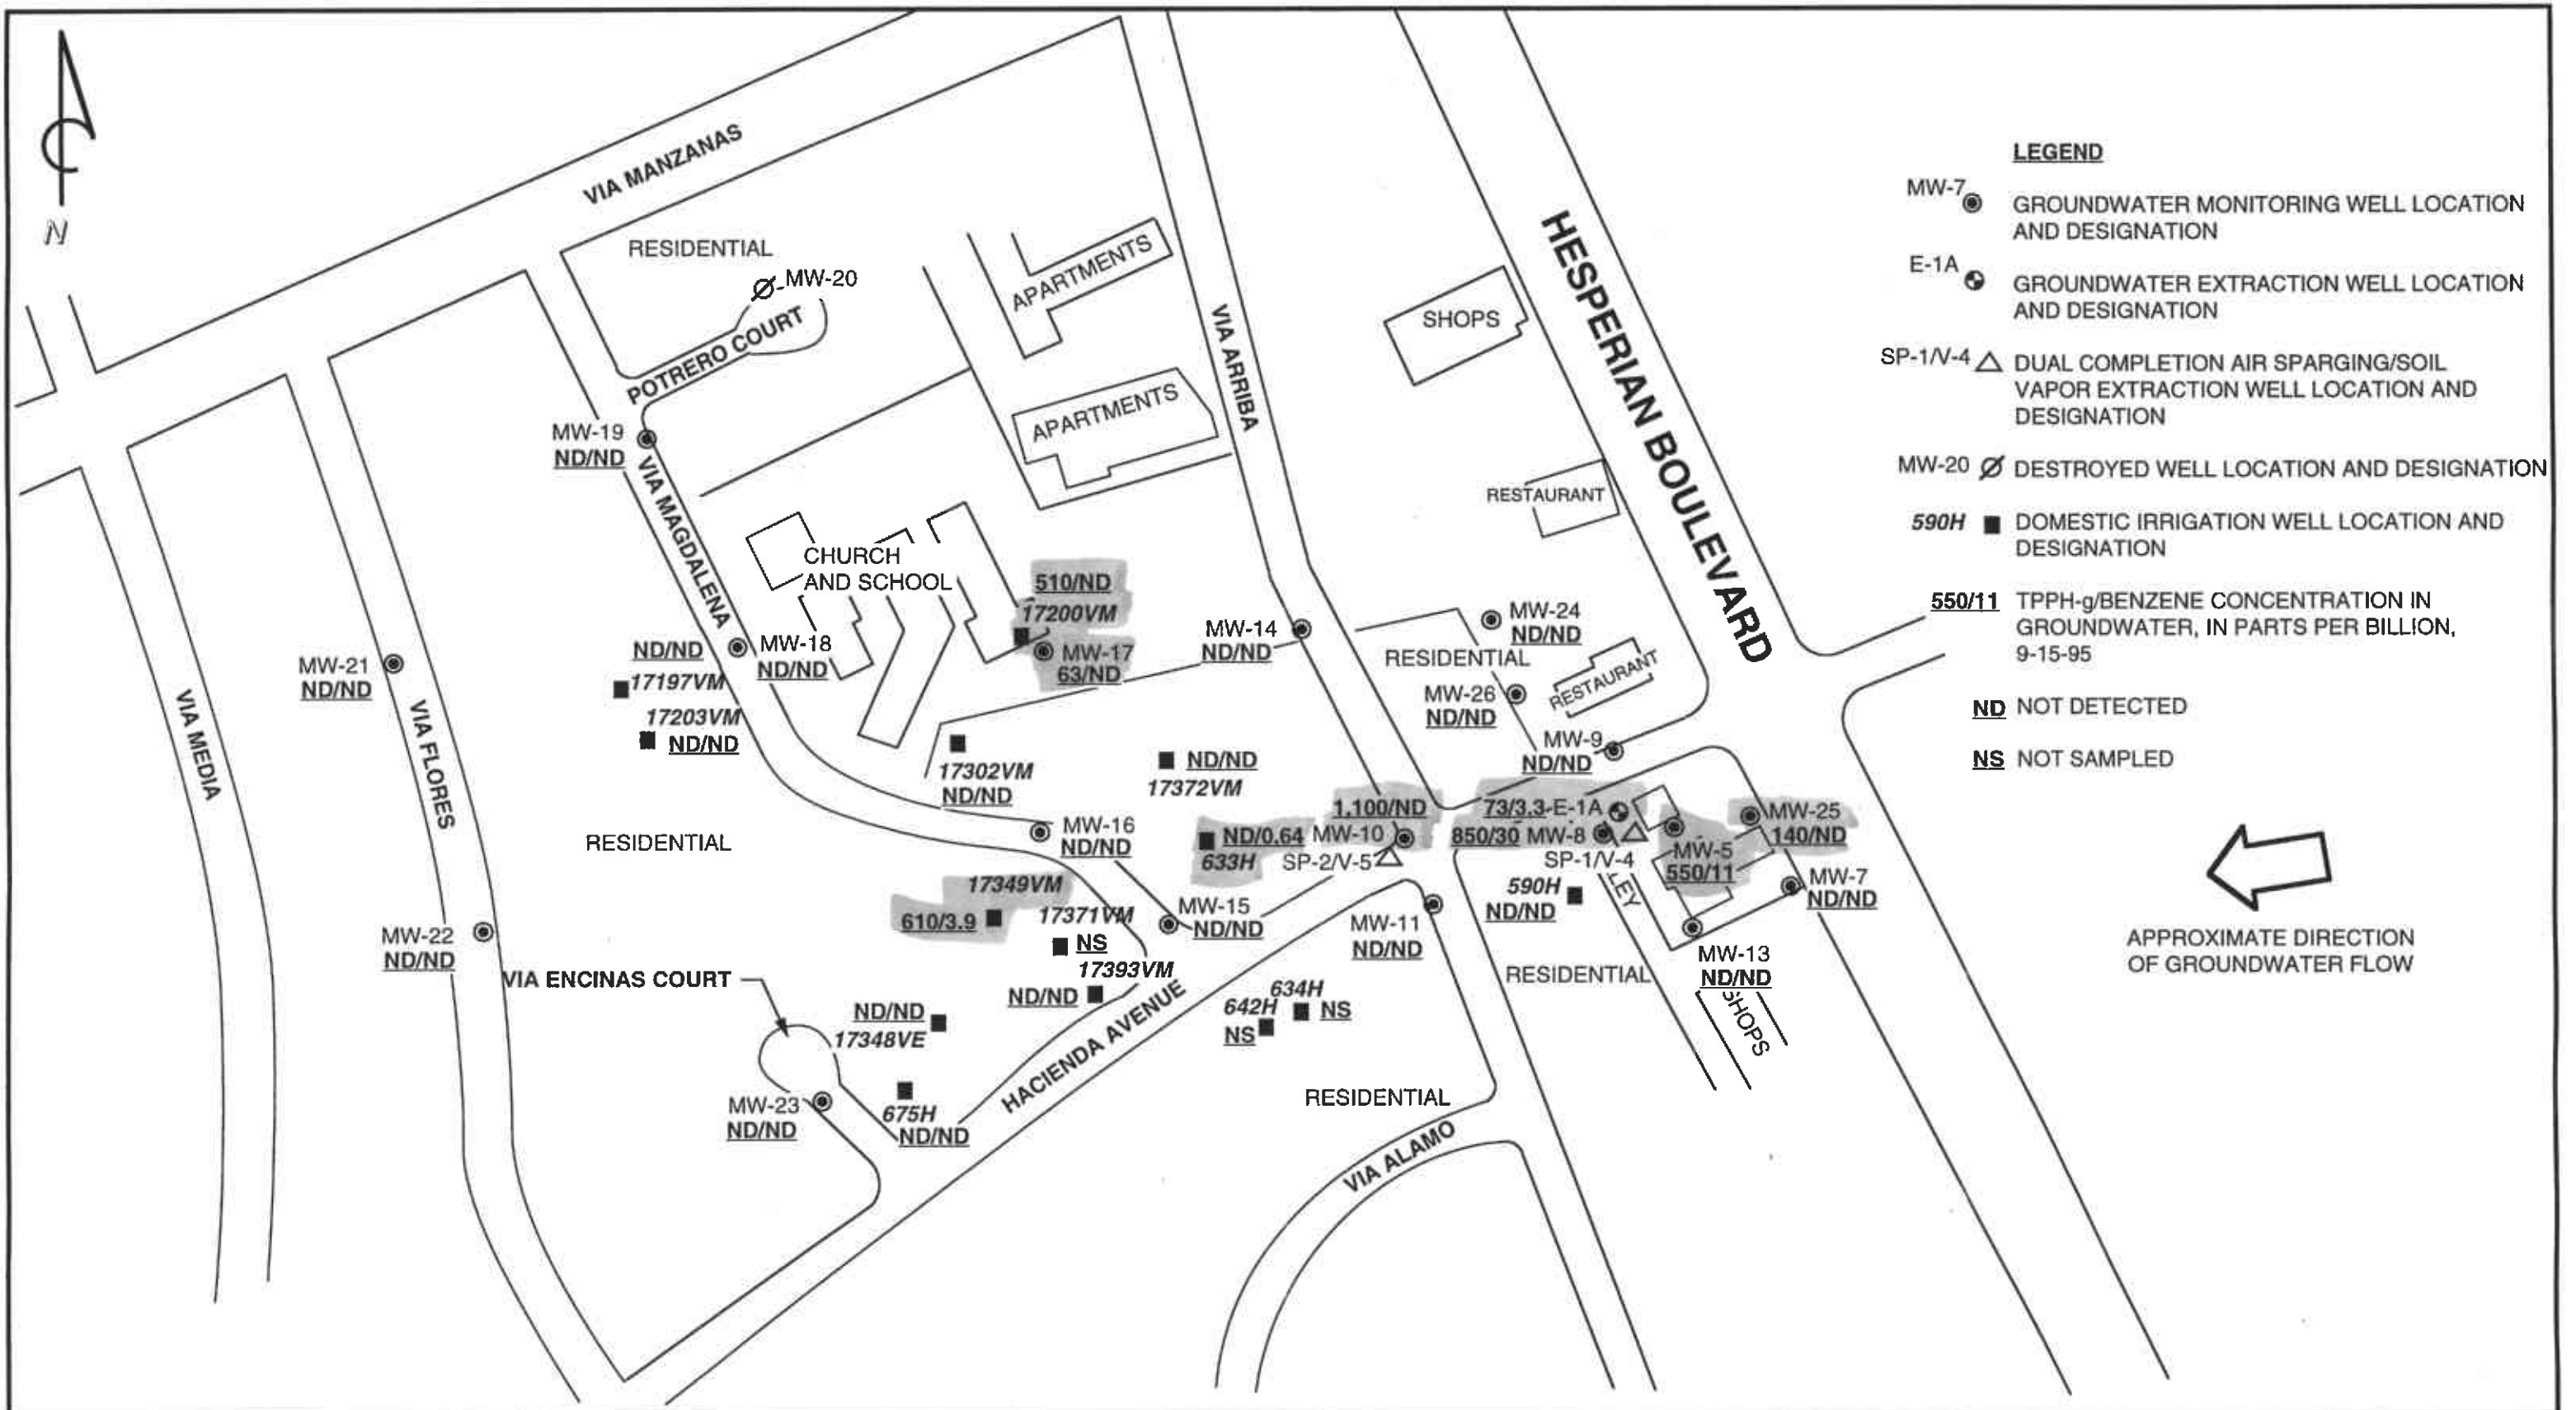 N
VIA MANZANAS
RESIDENTIAL
MW-20
POTRERO COURT
APARTMENTS
APARTMENTS
VIA ARRIBA
SHOPS
HESPERIAN BOULEVARD
RESTAURANT
MW-19
ND/ND
VIA MAGDALENA
CHURCH
AND SCHOOL
510/ND
17200VM
MW-17
63/ND
MW-14
ND/ND
MW-24
ND/ND
RESIDENTIAL
RESTAURANT
MW-26
ND/ND
MW-9
ND/ND
MW-18
ND/ND
ND/ND
17197VM
17203VM
ND/ND
MW-21
ND/ND
VIA MEDIA
VIA FLORES
17302VM
ND/ND
ND/ND
17372VM
1,100/ND
MW-10
SP-2/V-5
73/3.3-E-1A
850/30 MW-8
SP-1/V-4
MW-25
140/ND
MW-5
550/11
MW-7
ND/ND
RESIDENTIAL
MW-16
ND/ND
ND/0.64
633H
590H
ND/ND
LEY
17349VM
610/3.9
17371VM
NS
MW-15
ND/ND
MW-11
ND/ND
MW-22
ND/ND
MW-13
ND/ND
RESIDENTIAL
SHOPS
VIA ENCINAS COURT
17393VM
ND/ND
634H
NS
642H
NS
ND/ND
17348VE
HACIENDA AVENUE
MW-23
ND/ND
675H
ND/ND
RESIDENTIAL
VIA ALAMO
LEGEND
MW-7
GROUNDWATER MONITORING WELL LOCATION
AND DESIGNATION
E-1A
GROUNDWATER EXTRACTION WELL LOCATION
AND DESIGNATION
SP-1/V-4
DUAL COMPLETION AIR SPARGING/SOIL
VAPOR EXTRACTION WELL LOCATION AND
DESIGNATION
MW-20
DESTROYED WELL LOCATION AND DESIGNATION
590H
DOMESTIC IRRIGATION WELL LOCATION AND
DESIGNATION
550/11
TPPH-g/BENZENE CONCENTRATION IN
GROUNDWATER, IN PARTS PER BILLION,
9-15-95
ND NOT DETECTED
NS NOT SAMPLED
APPROXIMATE DIRECTION
OF GROUNDWATER FLOW